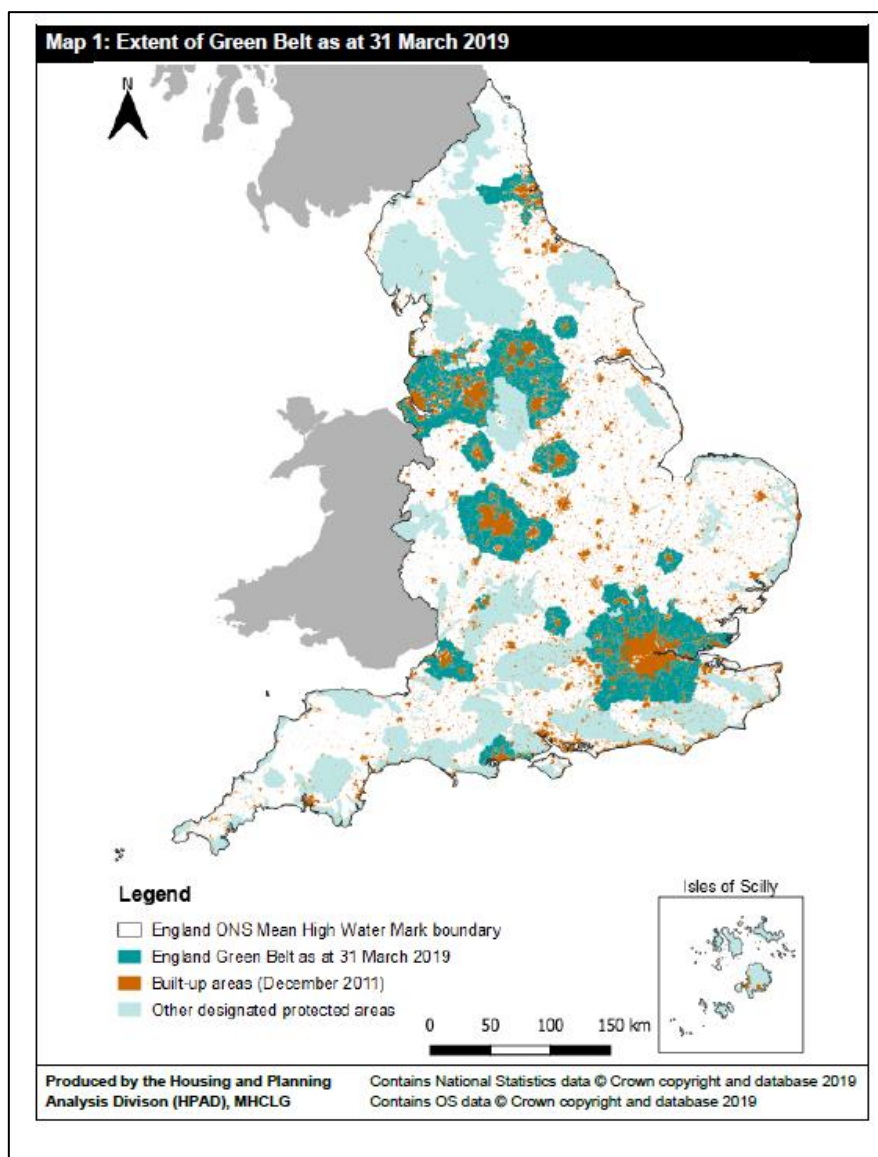 Map 1: Extent of Green Belt as at 31 March 2019
N
Legend
England ONS Mean High Water Mark boundary
England Green Belt as at 31 March 2019
Built-up areas (December 2011)
Other designated protected areas
Isles of Scilly
0 50 100 150 km
Produced by the Housing and Planning
Analysis Divison (HPAD), MHCLG
Contains National Statistics data © Crown copyright and database 2019
Contains OS data © Crown copyright and database 2019